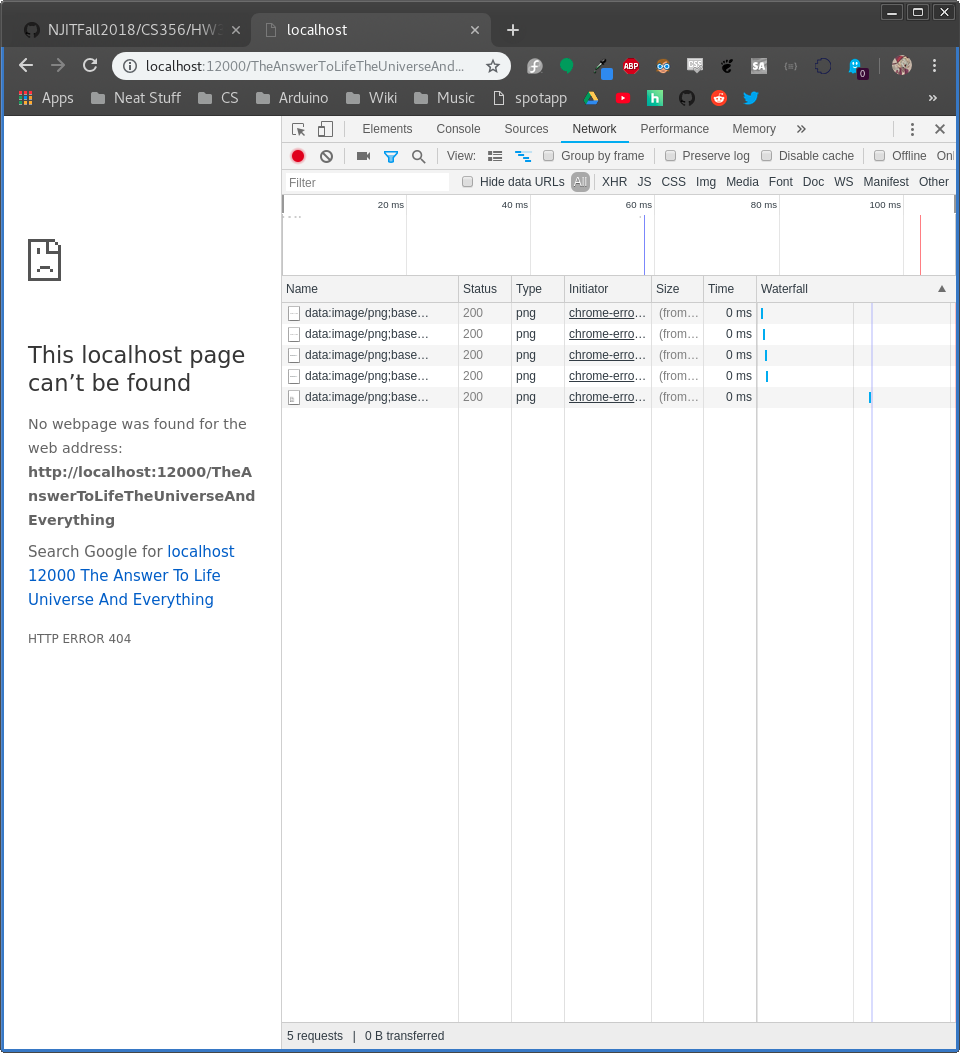 NJITFall2018/CS356/HW
localhost
localhost:12000/TheAnswerToLifeTheUniverseAnd...
ABP
CSP
$A
0
Apps Neat Stuff CS Arduino Wiki Music spotapp
»
Elements Console Sources Network Performance Memory »
View: Group by frame Preserve log Disable cache Offline Onl
Filter Hide data URLs All XHR JS CSS Img Media Font Doc WS Manifest Other
20 ms 40 ms 60 ms 80 ms 100 ms
Name Status Type Initiator Size Time Waterfall
data:image/png;base... 200 png chrome-erro... (from... 0 ms
data:image/png;base... 200 png chrome-erro... (from... 0 ms
data:image/png;base... 200 png chrome-erro... (from... 0 ms
data:image/png;base... 200 png chrome-erro... (from... 0 ms
data:image/png;base... 200 png chrome-erro... (from... 0 ms
This localhost page
can’t be found
No webpage was found for the
web address:
http://localhost:12000/TheA
nswerToLifeTheUniverseAnd
Everything
Search Google for localhost
12000 The Answer To Life
Universe And Everything
HTTP ERROR 404
5 requests | 0 B transferred